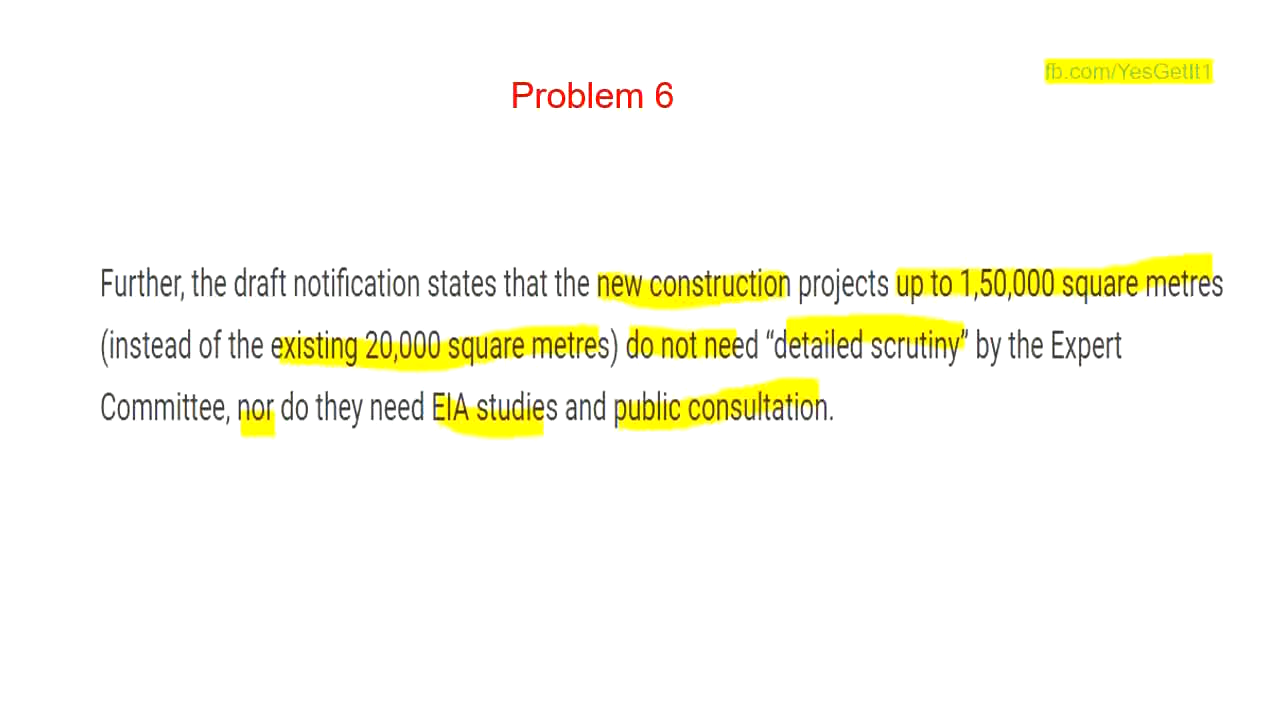 fb.com/YesGetIt1
Problem 6
Further, the draft notification states that the new construction projects up to 1,50,000 square metres
(instead of the existing 20,000 square metres) do not need “detailed scrutiny” by the Expert
Committee, nor do they need EIA studies and public consultation.